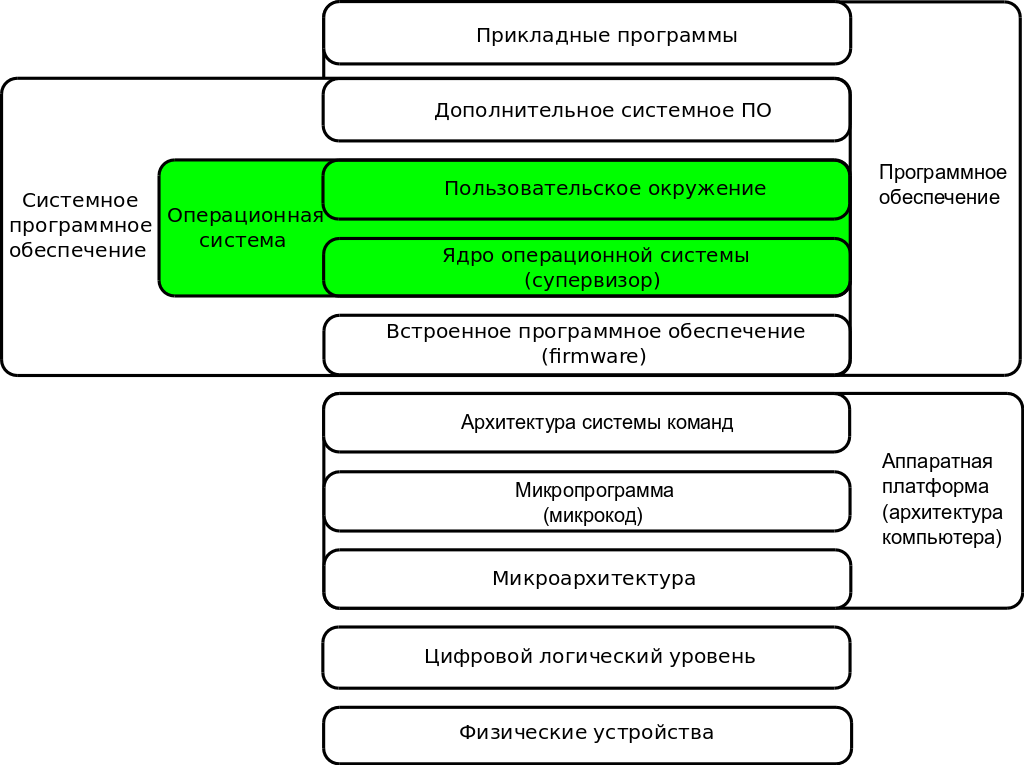 Прикладные программы
Дополнительное системное ПО
Программное
обеспечение
Системное
программное
обеспечение
Операционная
система
Пользовательское окружение
Ядро операционной системы
(супервизор)
Встроенное программное обеспечение
(firmware)
Архитектура системы команд
Аппаратная
платформа
(архитектура
компьютера)
Микропрограмма
(микрокод)
Микроархитектура
Цифровой логический уровень
Физические устройства